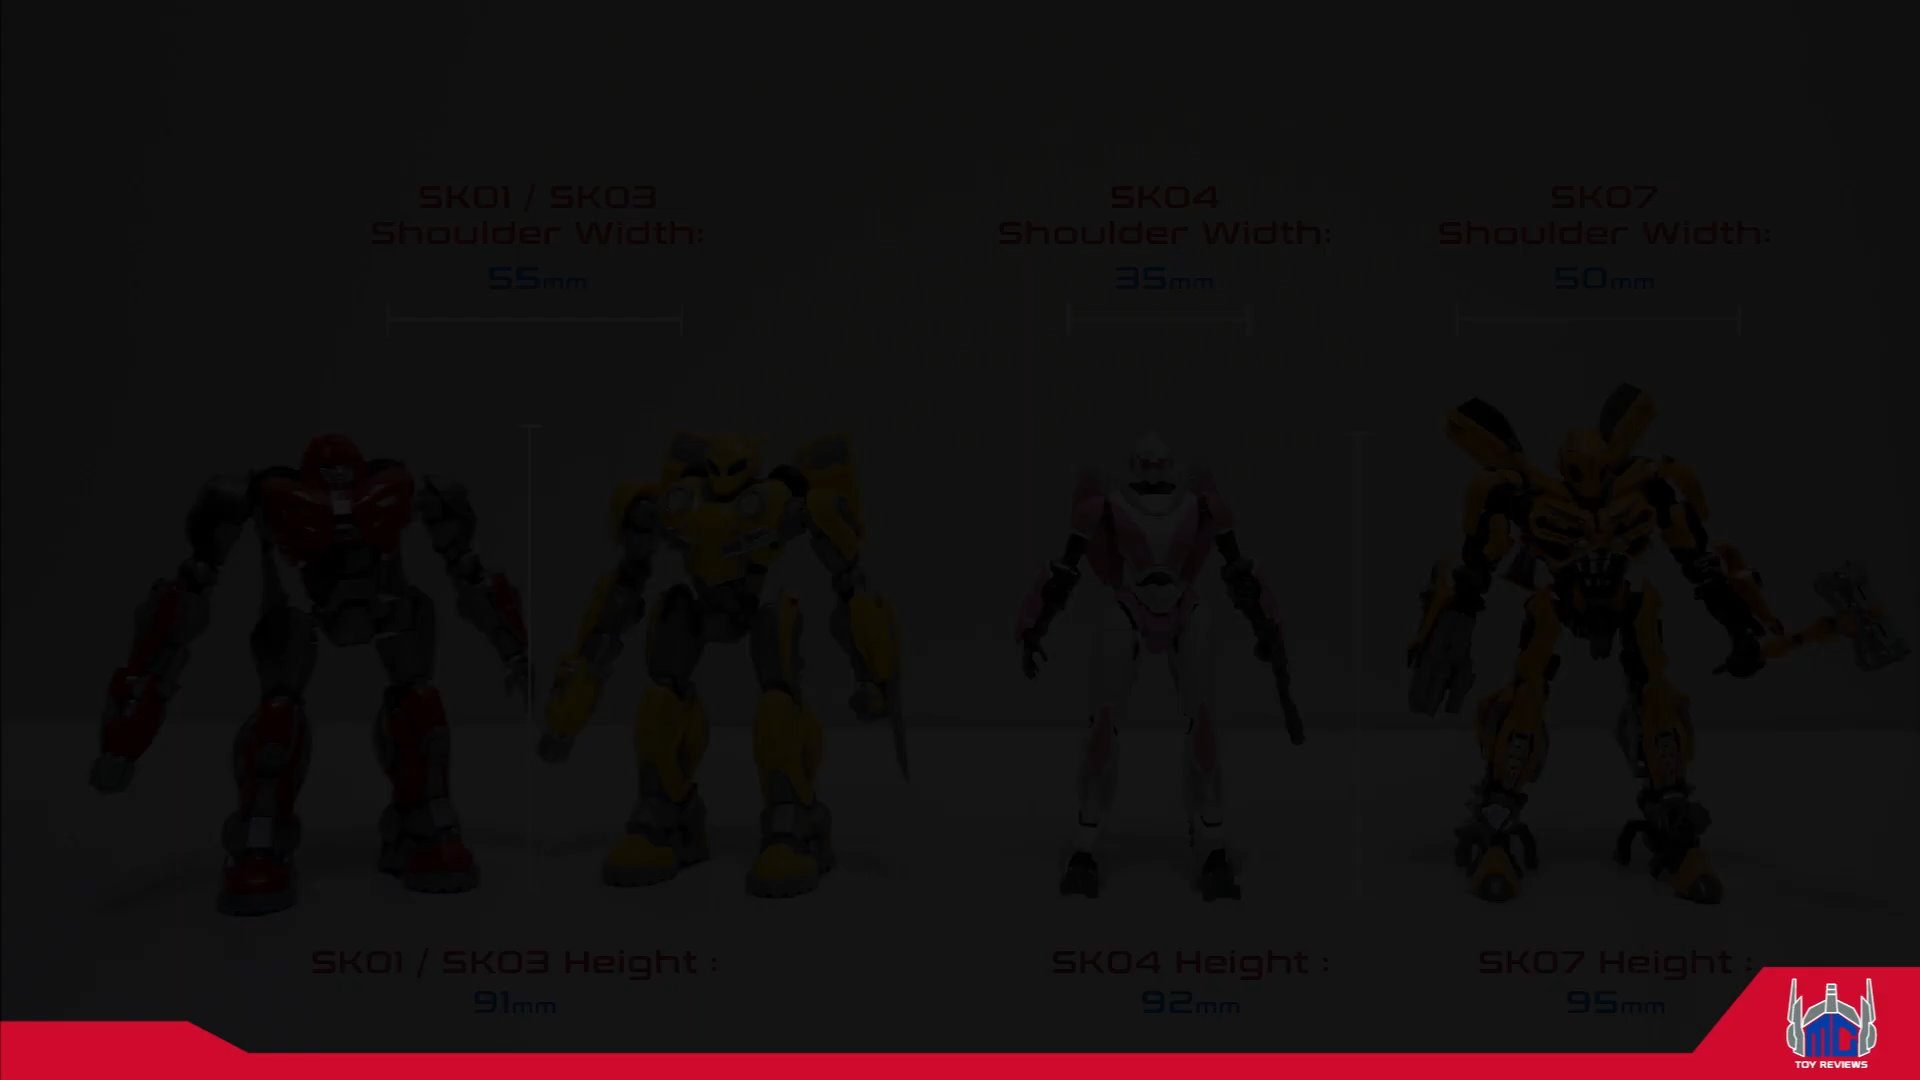 SK01 / SK03
Shoulder Width:
55mm
SK04
Shoulder Width:
35mm
SK07
Shoulder Width:
50mm
SK01 / SK03 Height :
91mm
SK04 Height :
92mm
SK07 Height :
95mm
MC
TOY REVIEWS